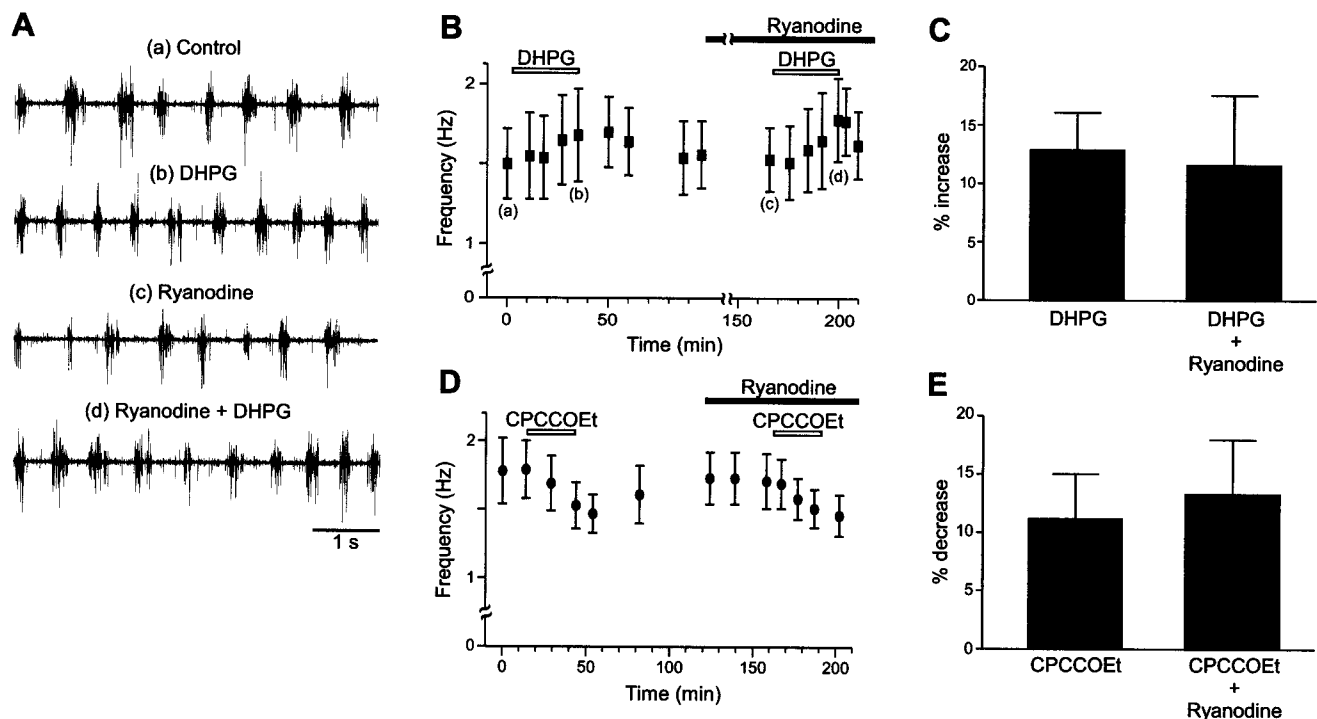 A
(a) Control
(b) DHPG
(c) Ryanodine
(d) Ryanodine + DHPG
1 s
B
Ryanodine
DHPG
DHPG
2
1
0
Frequency (Hz)
(a)
(b)
(c)
(d)
0
50
150
200
Time (min)
C
20
15
10
5
0
% increase
DHPG
DHPG
+
Ryanodine
D
Ryanodine
CPCCOEt
CPCCOEt
2
1
0
Frequency (Hz)
0
50
100
150
200
Time (min)
E
20
15
10
5
0
% decrease
CPCCOEt
CPCCOEt
+
Ryanodine